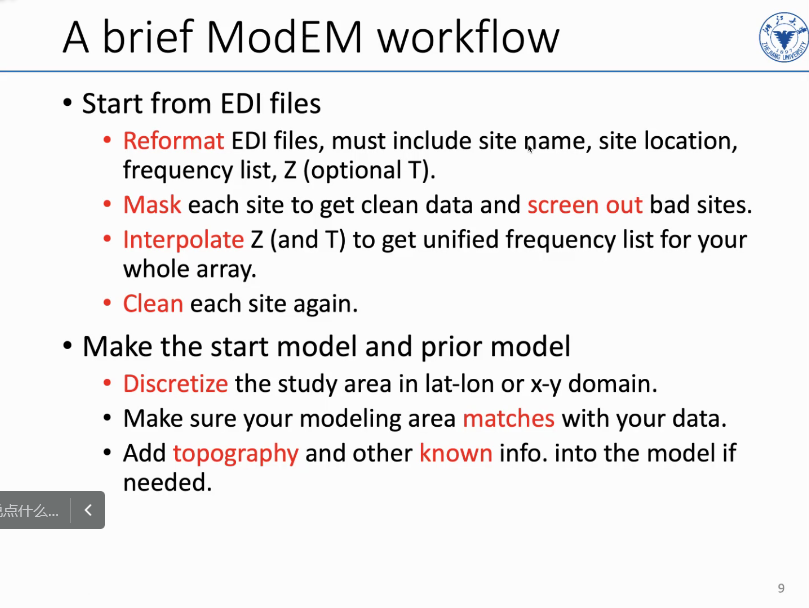 A brief ModEM workflow
• Start from EDI files
• Reformat EDI files, must include site name, site location,
frequency list, Z (optional T).
• Mask each site to get clean data and screen out bad sites.
• Interpolate Z (and T) to get unified frequency list for your
whole array.
• Clean each site again.
• Make the start model and prior model
• Discretize the study area in lat-lon or x-y domain.
• Make sure your modeling area matches with your data.
• Add topography and other known info. into the model if
needed.
说点什么...
9